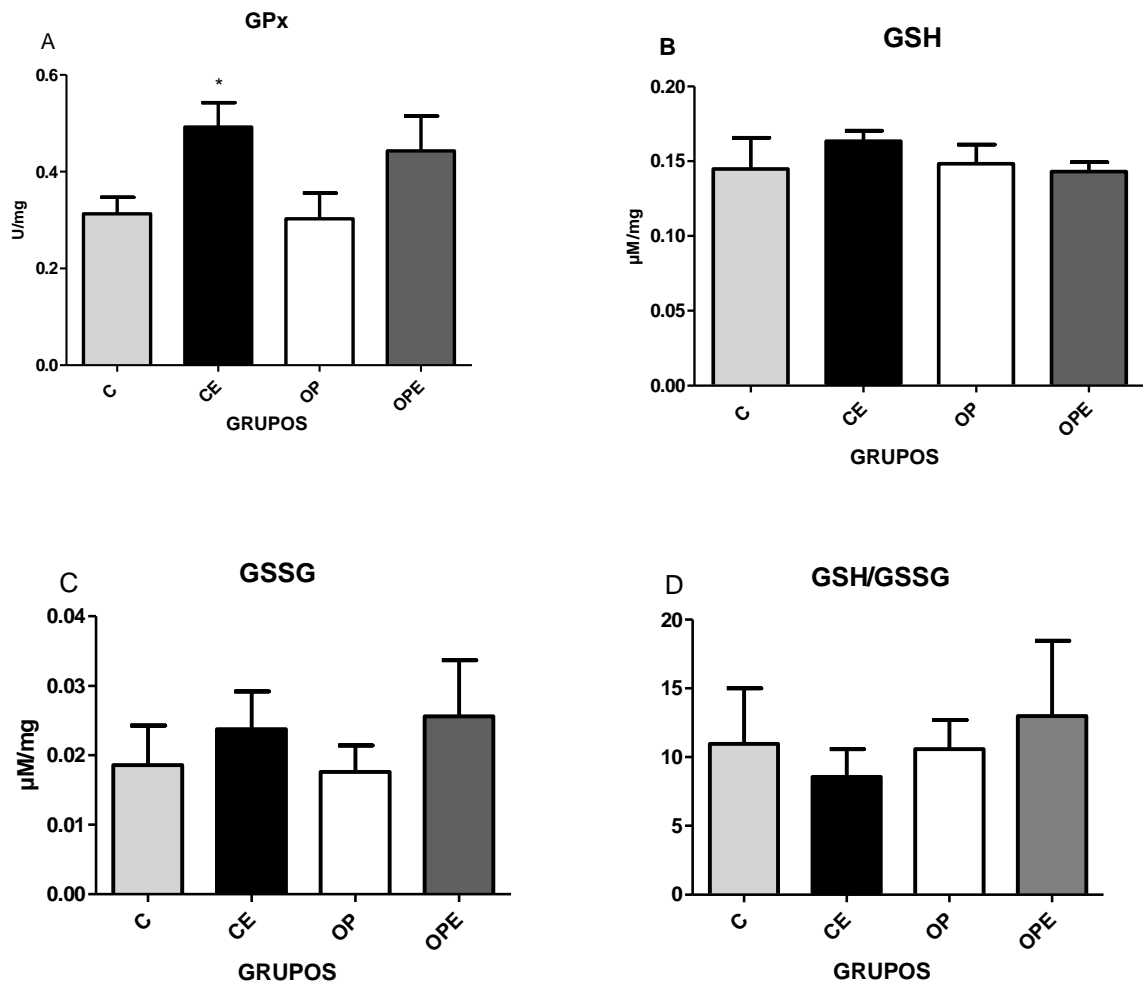 A
GPx
*
0.6
0.4
0.2
0.0
U/mg
C
CE
OP
OPE
GRUPOS
B
GSH
0.20
0.15
0.10
0.05
0.00
µM/mg
C
CE
OP
OPE
GRUPOS
C
GSSG
0.04
0.03
0.02
0.01
0.00
µM/mg
C
CE
OP
OPE
GRUPOS
D
GSH/GSSG
20
15
10
5
0
C
CE
OP
OPE
GRUPOS